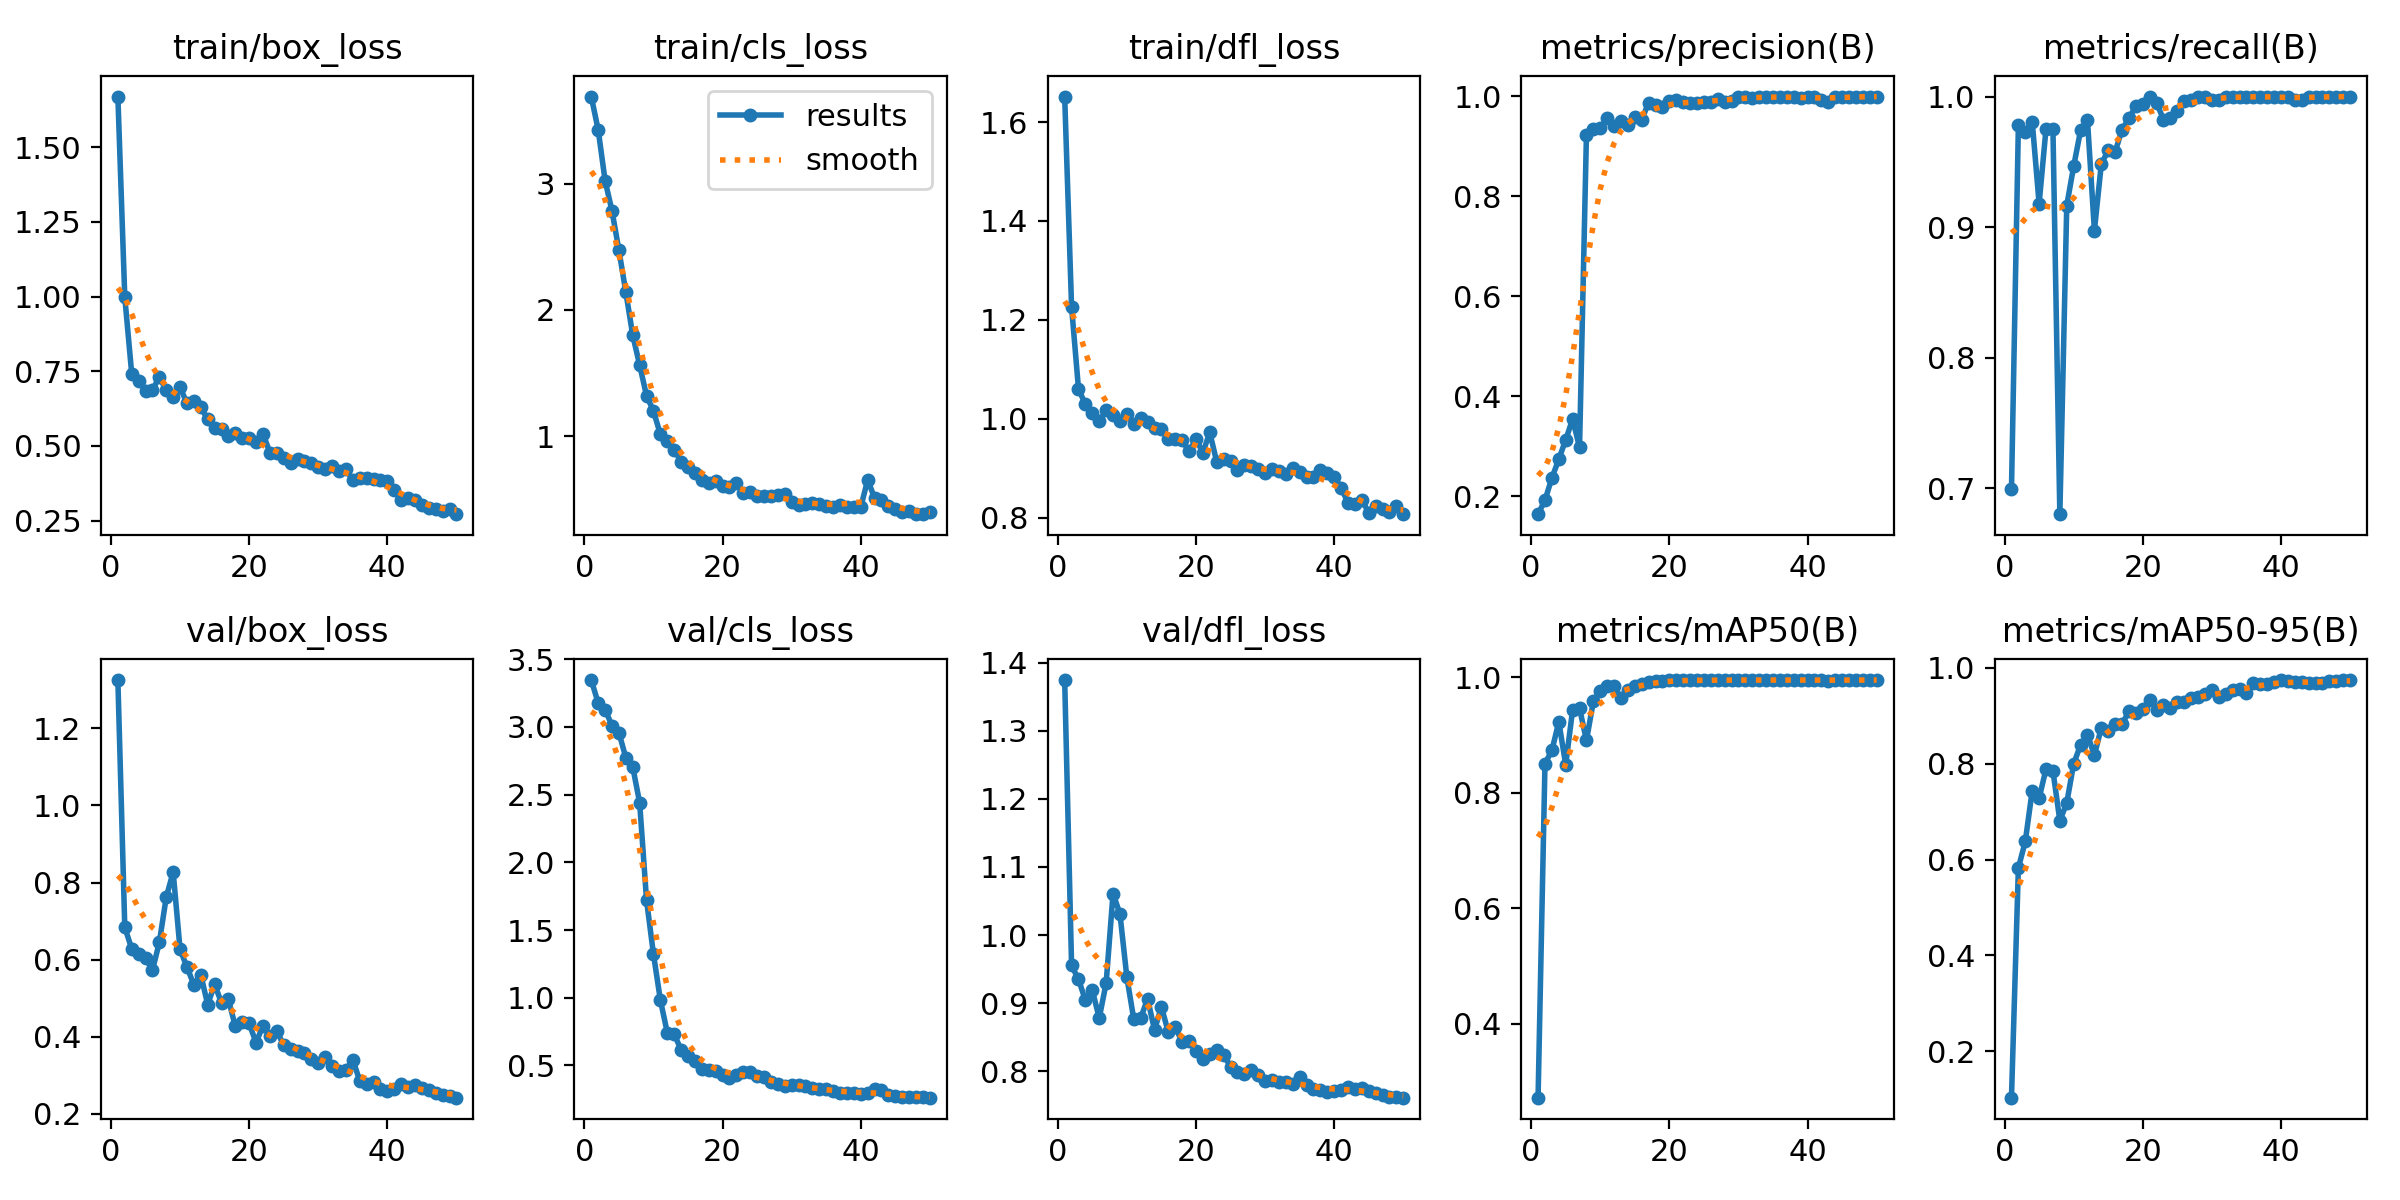 train/box_loss
1.50
1.25
1.00
0.75
0.50
0.25
0 20 40
train/cls_loss
results
smooth
3
2
1
0 20 40
train/dfl_loss
1.6
1.4
1.2
1.0
0.8
0 20 40
metrics/precision(B)
1.0
0.8
0.6
0.4
0.2
0 20 40
metrics/recall(B)
1.0
0.9
0.8
0.7
0 20 40
val/box_loss
1.2
1.0
0.8
0.6
0.4
0.2
0 20 40
val/cls_loss
3.5
3.0
2.5
2.0
1.5
1.0
0.5
0 20 40
val/dfl_loss
1.4
1.3
1.2
1.1
1.0
0.9
0.8
0 20 40
metrics/mAP50(B)
1.0
0.8
0.6
0.4
0 20 40
metrics/mAP50-95(B)
1.0
0.8
0.6
0.4
0.2
0 20 40